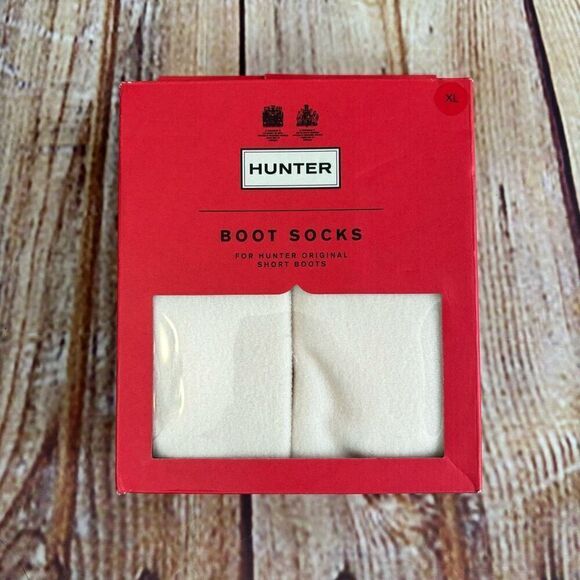 XL
HUNTER
BOOT SOCKS
FOR HUNTER ORIGINAL
SHORT BOOTS